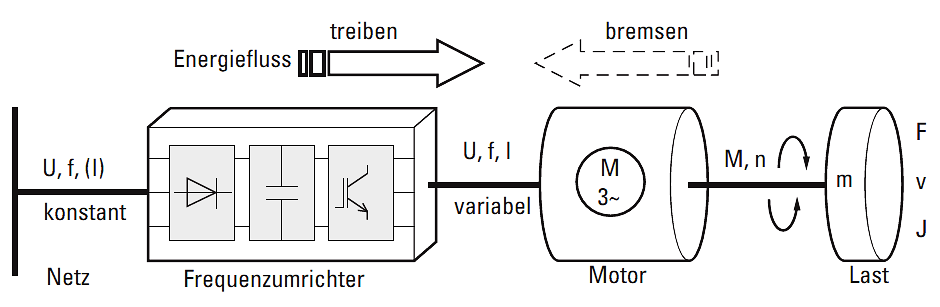 treiben
bremsen
Energiefluss
U, f, (I)
konstant
U, f, I
variabel
M
3~
M, n
m
F
v
J
Netz
Frequenzumrichter
Motor
Last